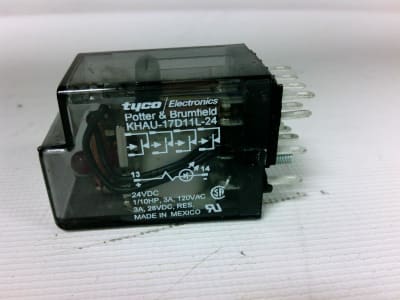 tyco Electronics
Potter & Brumfield
KHAU-17D11L-24
13 14
24VDC
1/10HP, 3A, 120VAC
3A, 28VDC, RES.
MADE IN MEXICO